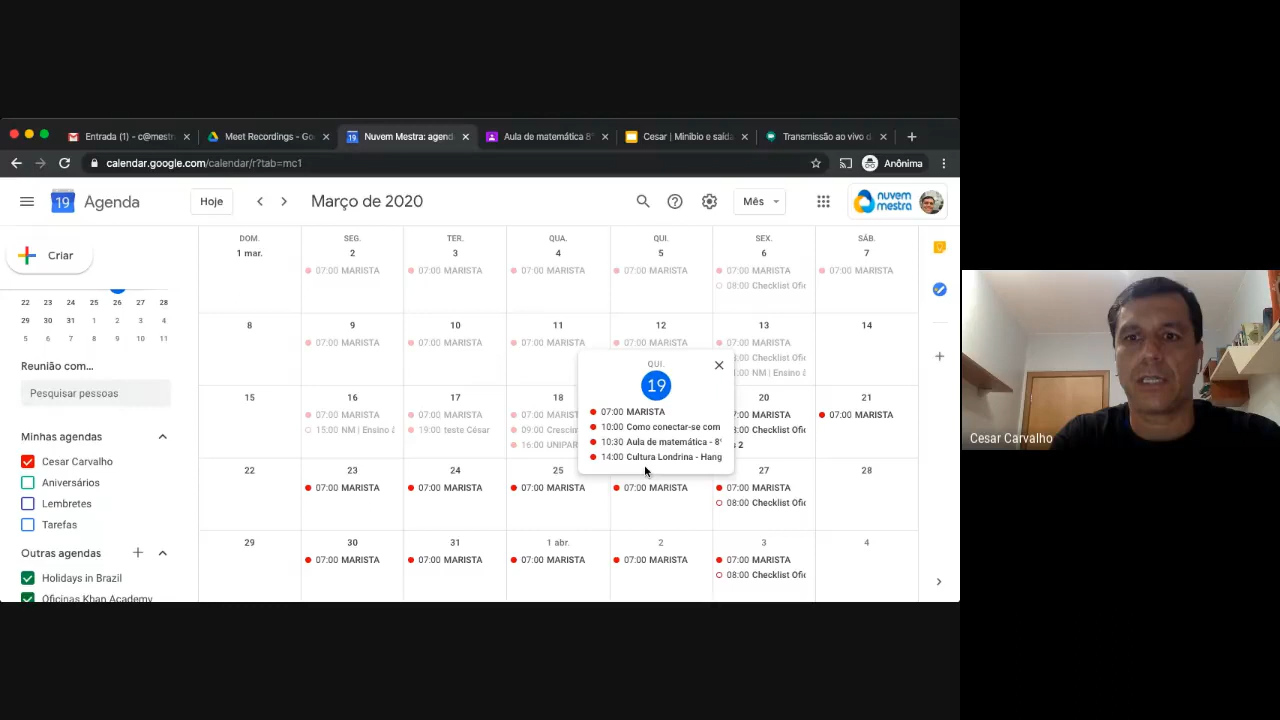 Entrada (1) - c@mestr
Meet Recordings - Go
Nuvem Mestra: agend
Aula de matemática 8°
Cesar | Minibio e saída
Transmissão ao vivo d
calendar.google.com/calendar/r?tab=mc1
Anônima
19 Agenda
Hoje
Março de 2020
Mês
nuvem
mestra
Criar
22 23 24 25 26 27 28
29 30 31 1 2 3 4
5 6 7 8 9 10 11
Reunião com...
Pesquisar pessoas
Minhas agendas
Cesar Carvalho
Aniversários
Lembretes
Tarefas
Outras agendas
Holidays in Brazil
Oficinas Khan Academy
DOM. SEG. TER. QUA. QUI. SEX. SÁB.
1 mar. 2 3 4 5 6 7
07:00 MARISTA 07:00 MARISTA 07:00 MARISTA 07:00 MARISTA 07:00 MARISTA 07:00 MARISTA
08:00 Checklist Ofic
8 9 10 11 12 13 14
07:00 MARISTA 07:00 MARISTA 07:00 MARISTA 07:00 MARISTA 07:00 MARISTA
:00 Checklist Ofic
:00 NM | Ensino à
15 16 17 18 20 21
07:00 MARISTA 07:00 MARISTA 07:00 MARIST 7:00 MARISTA 07:00 MARISTA
15:00 NM | Ensino à 19:00 teste César 09:00 Crescin 8:00 Checklist Ofic
16:00 UNIPAR s 2
QUI.
19
07:00 MARISTA
10:00 Como conectar-se com
10:30 Aula de matemática - 8°
14:00 Cultura Londrina - Hang
22 23 24 25 27 28
07:00 MARISTA 07:00 MARISTA 07:00 MARISTA 07:00 MARISTA 07:00 MARISTA
08:00 Checklist Ofic
29 30 31 1 abr. 2 3 4
07:00 MARISTA 07:00 MARISTA 07:00 MARISTA 07:00 MARISTA 07:00 MARISTA
08:00 Checklist Ofic
Cesar Carvalho